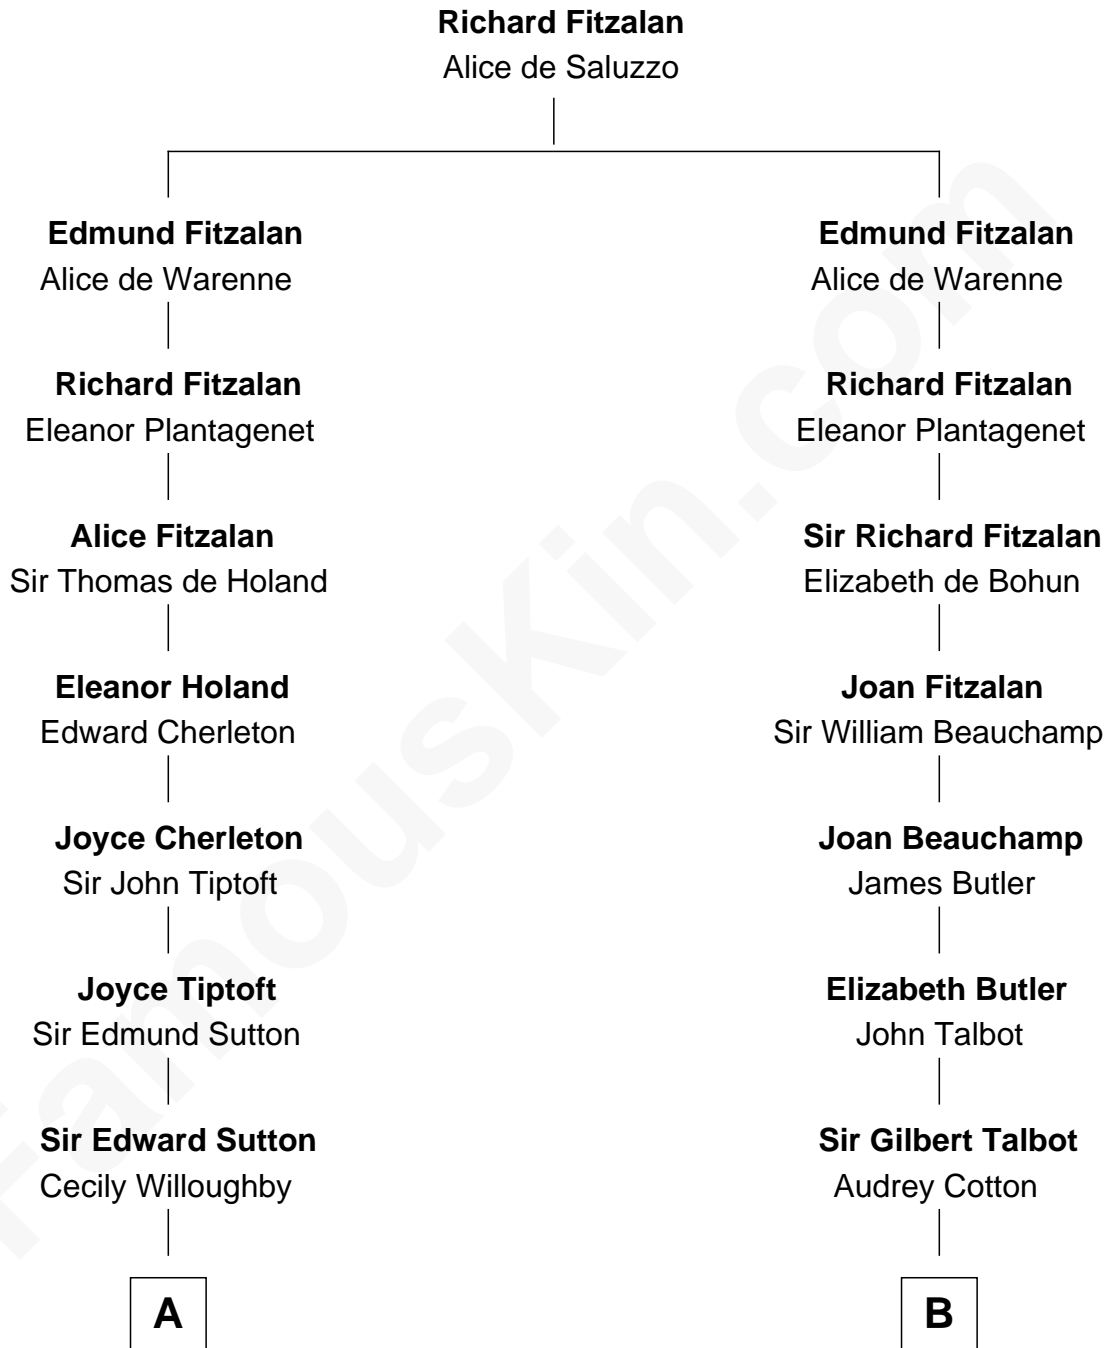 Richard Fitzalan
Alice de Saluzzo
Edmund Fitzalan
Alice de Warenne
Edmund Fitzalan
Alice de Warenne
Richard Fitzalan
Eleanor Plantagenet
Richard Fitzalan
Eleanor Plantagenet
Alice Fitzalan
Sir Thomas de Holand
Sir Richard Fitzalan
Elizabeth de Bohun
Eleanor Holand
Edward Cherleton
Joan Fitzalan
Sir William Beauchamp
Joyce Cherleton
Sir John Tiptoft
Joan Beauchamp
James Butler
Joyce Tiptoft
Sir Edmund Sutton
Elizabeth Butler
John Talbot
Sir Edward Sutton
Cecily Willoughby
Sir Gilbert Talbot
Audrey Cotton
A
B
FamousKin.com